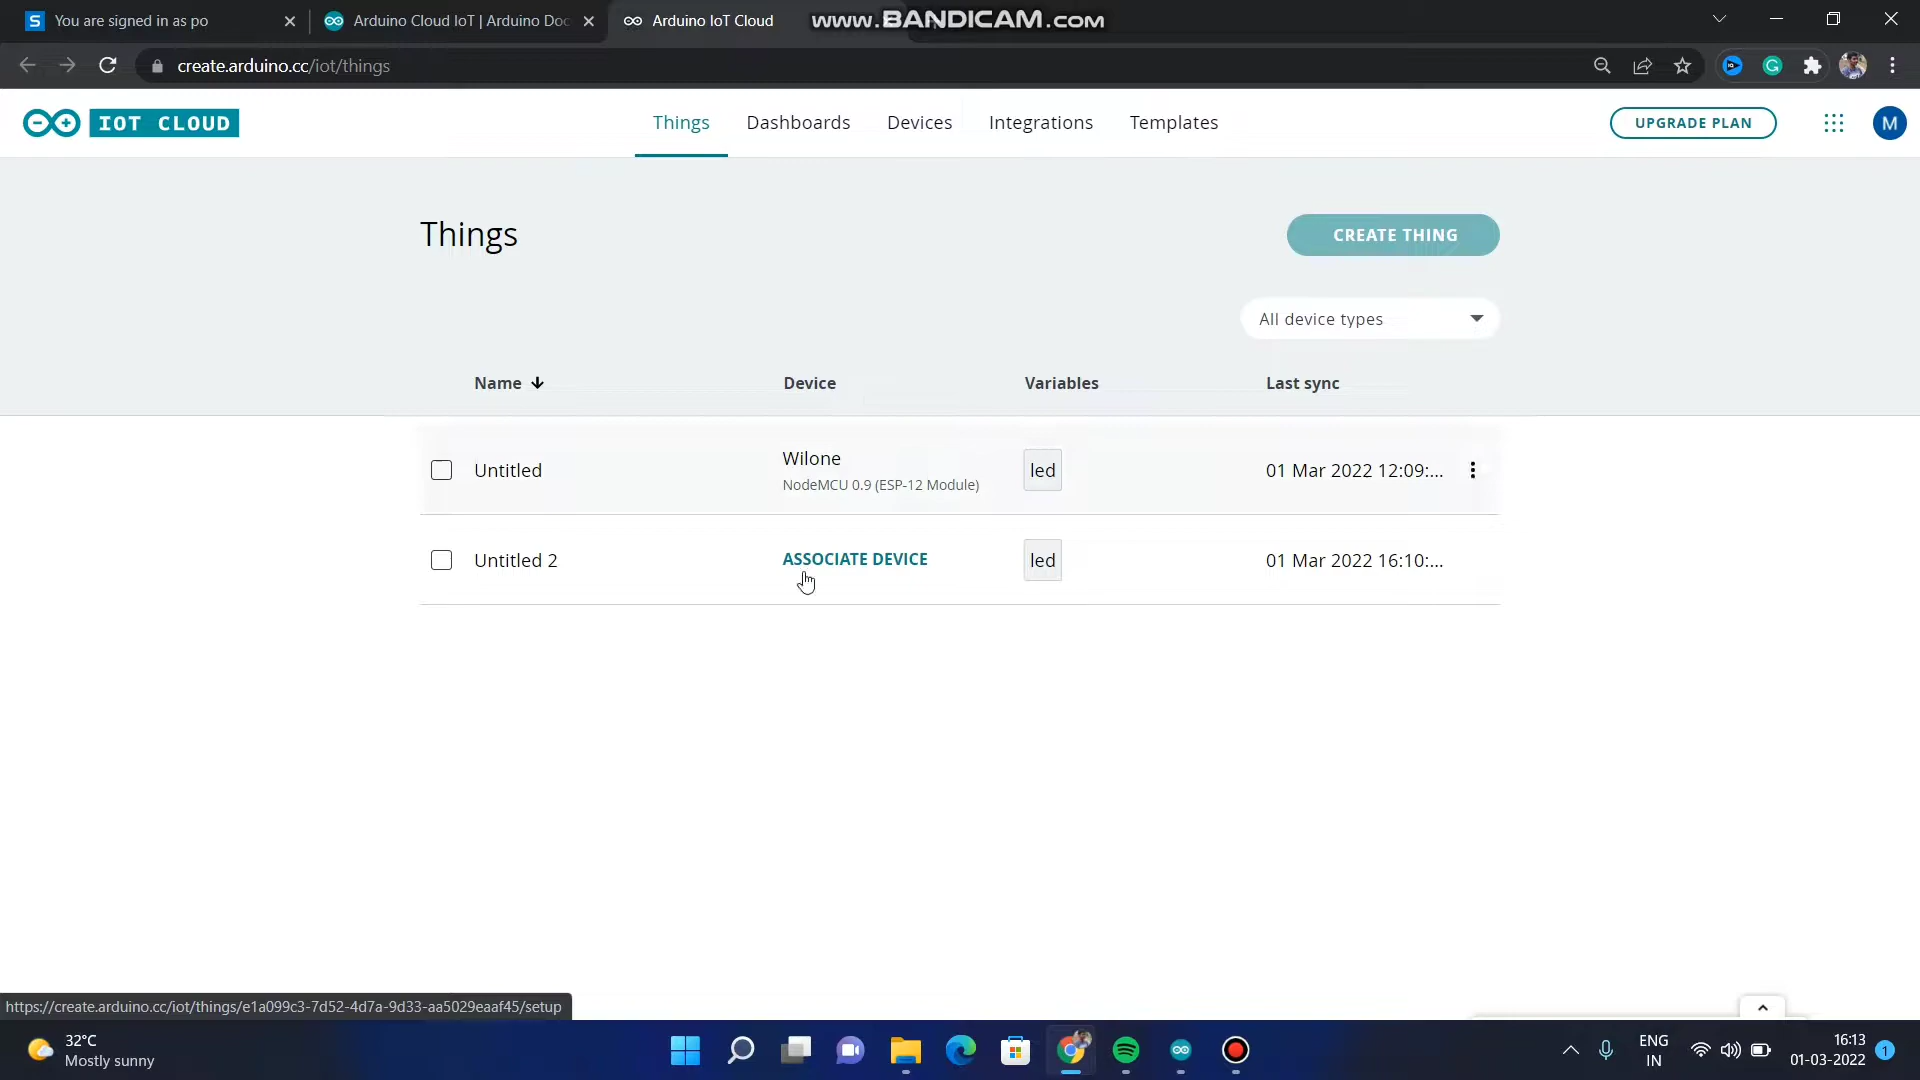 You are signed in as po
Arduino Cloud IoT | Arduino Doc
Arduino IoT Cloud
www.BANDICAM.com
create.arduino.cc/iot/things
IOT CLOUD
Things
Dashboards
Devices
Integrations
Templates
UPGRADE PLAN
M
Things
CREATE THING
All device types
Name
Device
Variables
Last sync
Untitled
Wilone
NodeMCU 0.9 (ESP-12 Module)
led
01 Mar 2022 12:09:...
Untitled 2
ASSOCIATE DEVICE
led
01 Mar 2022 16:10:...
https://create.arduino.cc/iot/things/e1a099c3-7d52-4d7a-9d33-aa5029eaaf45/setup
32°C
Mostly sunny
ENG
IN
16:13
01-03-2022
1